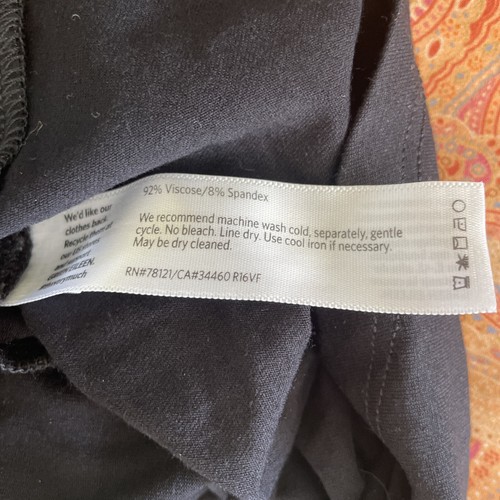 92% Viscose/8% Spandex
We recommend machine wash cold, separately, gentle
cycle. No bleach. Line dry. Use cool iron if necessary.
May be dry cleaned.
RN#78121/CA#34460 R16VF
We'd like our
clothes back.
Recycle them at
EILEEN.